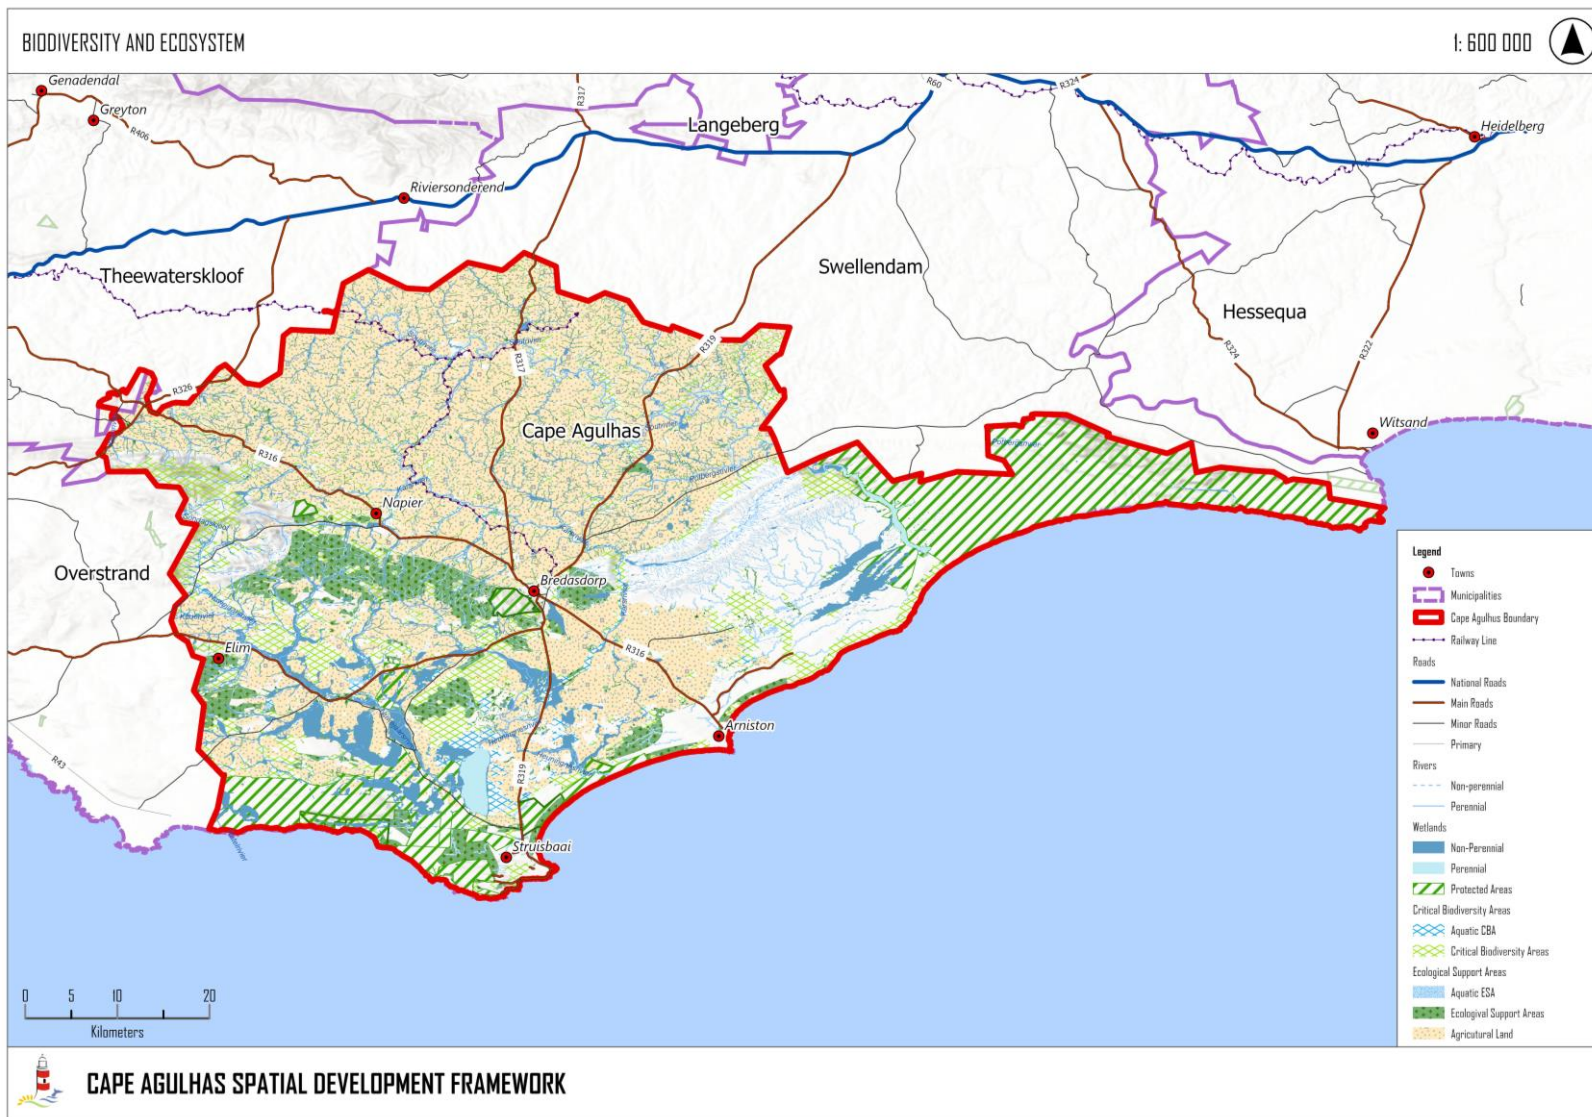 BIODIVERSITY AND ECOSYSTEM
1: 600 000
Genadendal
Greyton
R406
R317
Langeberg
R60
R324
Heidelberg
Riviersonderend
Theewaterskloof
Swellendam
Hessequa
R324
R322
R326
R317
R319
Cape Agulhas
Witsand
R316
Napier
Overstrand
Bredasdorp
Elim
R316
Arniston
R43
R319
Struisbaai
Legend
Towns
Municipalities
Cape Agulhus Boundary
Railway Line
Roads
National Roads
Main Roads
Minor Roads
Primary
Rivers
Non-perennial
Perennial
Wetlands
Non-Perennial
Perennial
Protected Areas
Critical Biodiversity Areas
Aquatic CBA
Critical Biodiversity Areas
Ecological Support Areas
Aquatic ESA
Ecologival Support Areas
Agricutural Land
0 5 10 20
Kilometers
CAPE AGULHAS SPATIAL DEVELOPMENT FRAMEWORK